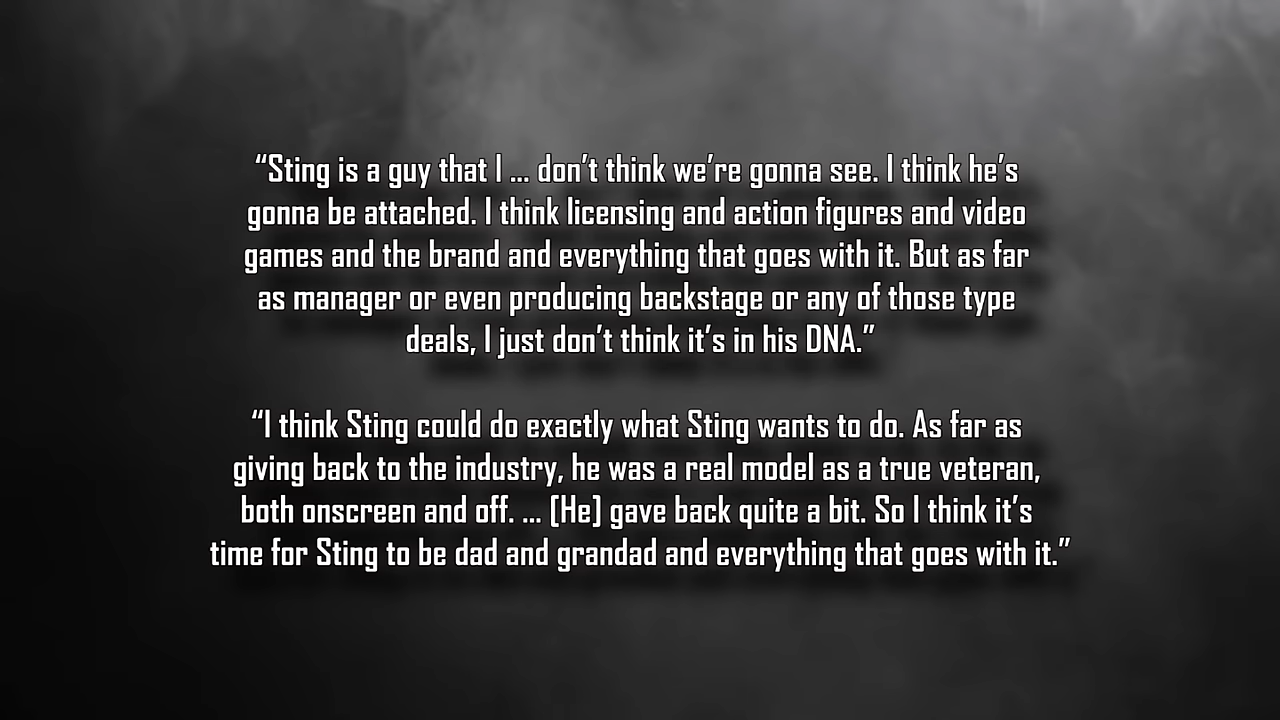 “Sting is a guy that I ... don’t think we’re gonna see. I think he’s
gonna be attached. I think licensing and action figures and video
games and the brand and everything that goes with it. But as far
as manager or even producing backstage or any of those type
deals, I just don’t think it’s in his DNA.”
“I think Sting could do exactly what Sting wants to do. As far as
giving back to the industry, he was a real model as a true veteran,
both onscreen and off. ... [He] gave back quite a bit. So I think it’s
time for Sting to be dad and grandad and everything that goes with it.”